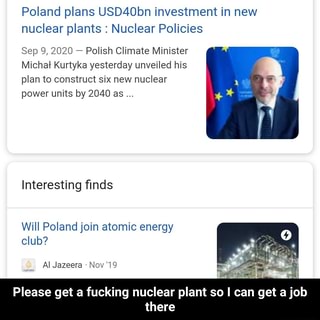 Poland plans USD40bn investment in new
nuclear plants : Nuclear Policies
Sep 9, 2020 — Polish Climate Minister
Michał Kurtyka yesterday unveiled his
plan to construct six new nuclear
power units by 2040 as ...
Interesting finds
Will Poland join atomic energy
club?
Al Jazeera · Nov '19
Please get a fucking nuclear plant so I can get a job
there